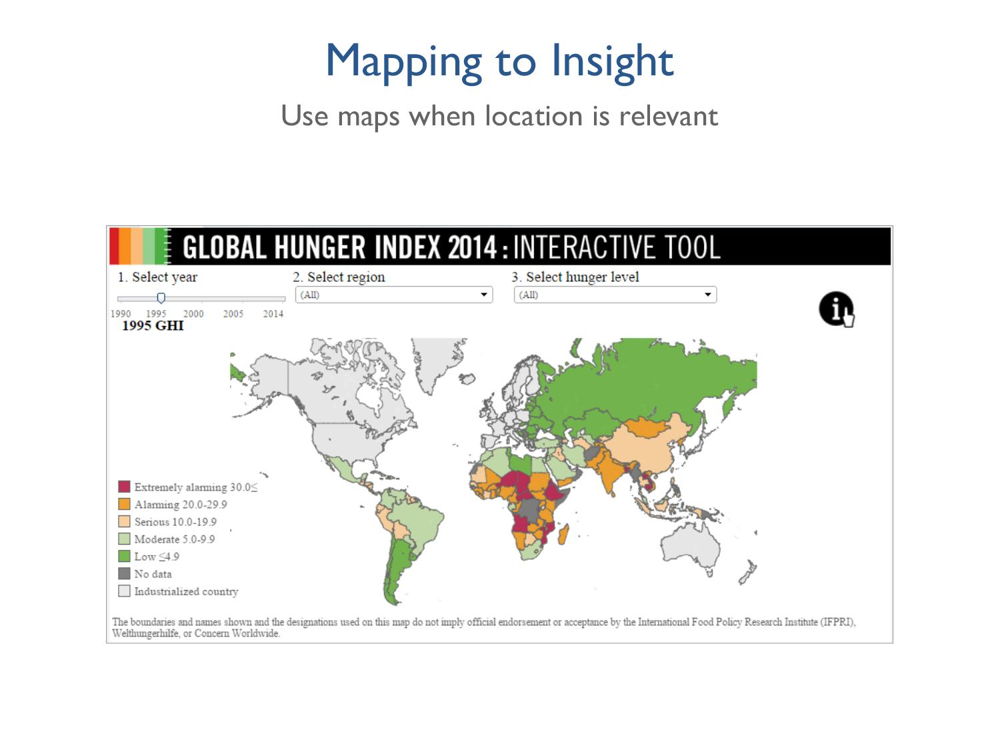 Mapping to Insight
Use maps when location is relevant
GLOBAL HUNGER INDEX 2014 : INTERACTIVE TOOL
1. Select year
2. Select region
3. Select hunger level
(All)
(All)
1990 1995 2000 2005 2014
1995 GHI
i
Extremely alarming 30.0≤
Alarming 20.0-29.9
Serious 10.0-19.9
Moderate 5.0-9.9
Low ≤4.9
No data
Industrialized country
The boundaries and names shown and the designations used on this map do not imply official endorsement or acceptance by the International Food Policy Research Institute (IFPRI),
Welthungerhilfe, or Concern Worldwide.